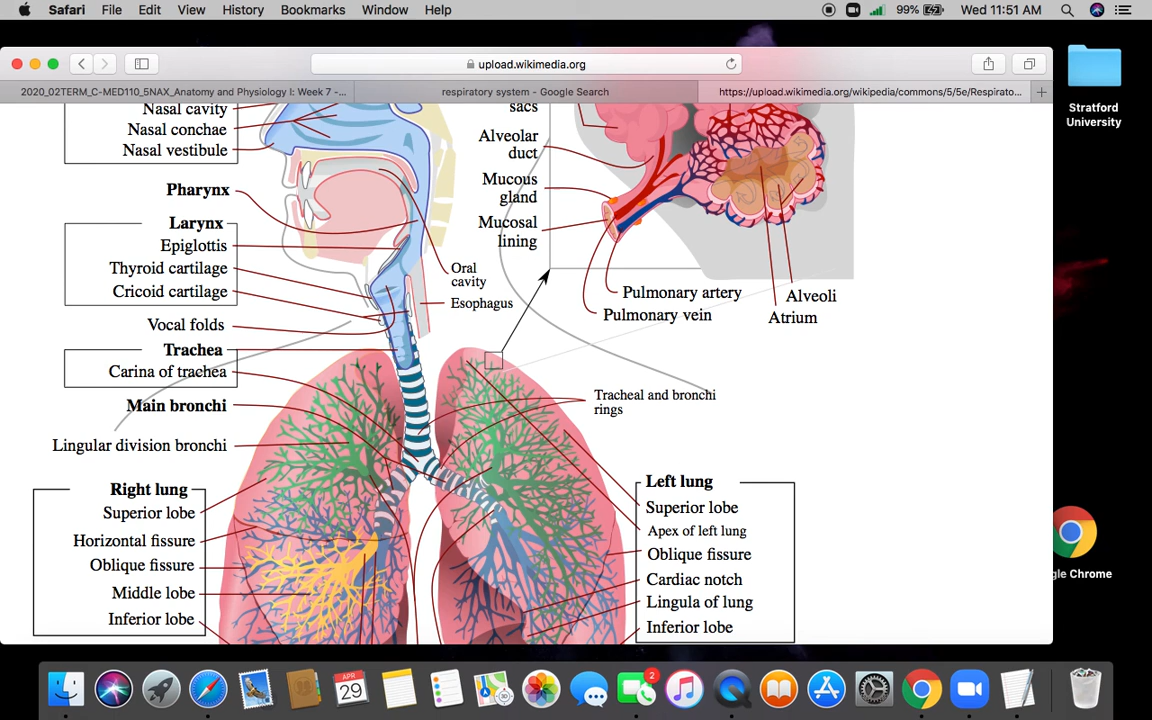 Safari File Edit View History Bookmarks Window Help 99% Wed 11:51 AM
upload.wikimedia.org
2020_02TERM_C-MED110_5NAX_Anatomy and Physiology I: Week 7 -... respiratory system - Google Search https://upload.wikimedia.org/wikipedia/commons/5/5e/Respirato...
Stratford
University
Nasal cavity
Nasal conchae
Nasal vestibule
Pharynx
Larynx
Epiglottis
Thyroid cartilage
Cricoid cartilage
Vocal folds
Trachea
Carina of trachea
Main bronchi
Lingular division bronchi
Right lung
Superior lobe
Horizontal fissure
Oblique fissure
Middle lobe
Inferior lobe
sacs
Alveolar
duct
Mucous
gland
Mucosal
lining
Oral
cavity
Esophagus
Pulmonary artery
Pulmonary vein
Alveoli
Atrium
Tracheal and bronchi
rings
Left lung
Superior lobe
Apex of left lung
Oblique fissure
Cardiac notch
Lingula of lung
Inferior lobe
gle Chrome
APR
29
2